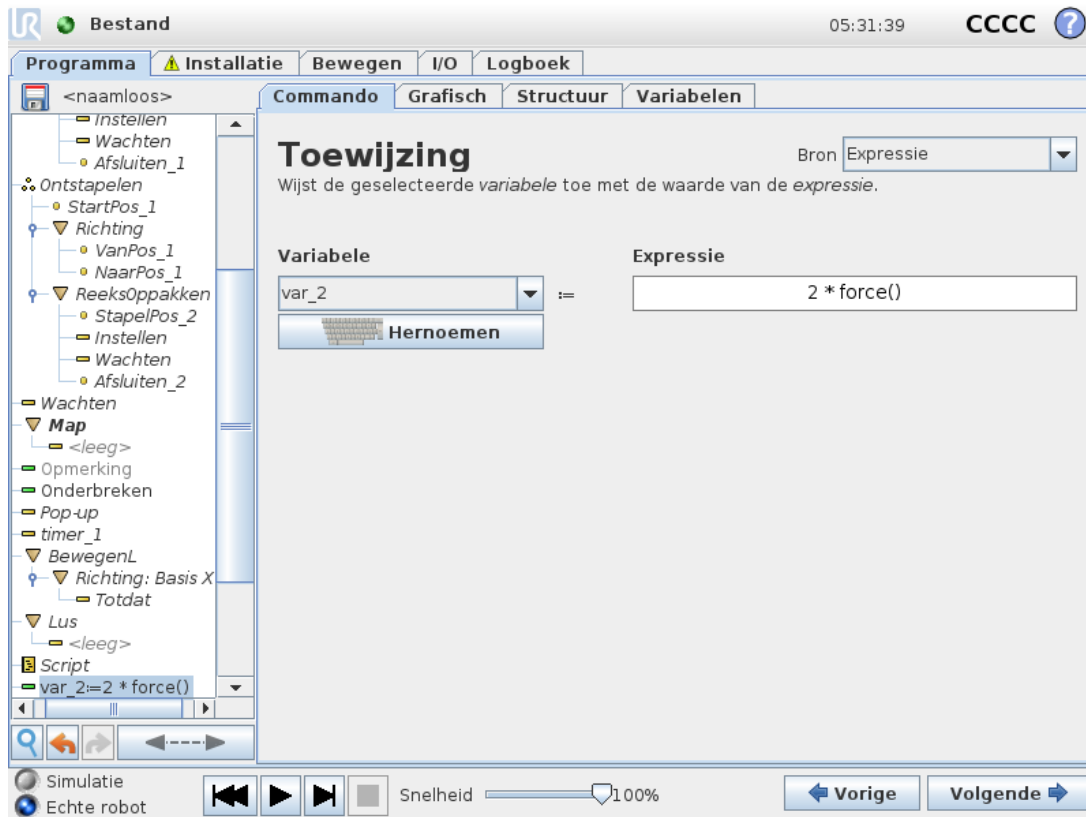 UR Bestand 05:31:39 CCCC ?
Programma Installatie Bewegen I/O Logboek
<naamloos>
Commando Grafisch Structuur Variabelen
Instellen
Wachten
Afsluiten_1
Ontstapelen
StartPos_1
Richting
VanPos_1
NaarPos_1
ReeksOppakken
StapelPos_2
Instellen
Wachten
Afsluiten_2
Wachten
Map
<leeg>
Opmerking
Onderbreken
Pop-up
timer_1
BewegenL
Richting: Basis X
Totdat
Lus
<leeg>
Script
var_2:=2 * force()
Toewijzing
Bron Expressie
Wijst de geselecteerde variabele toe met de waarde van de expressie.
Variabele Expressie
var_2 := 2 * force()
Hernoemen
Simulatie
Echte robot
Snelheid 100%
Vorige Volgende